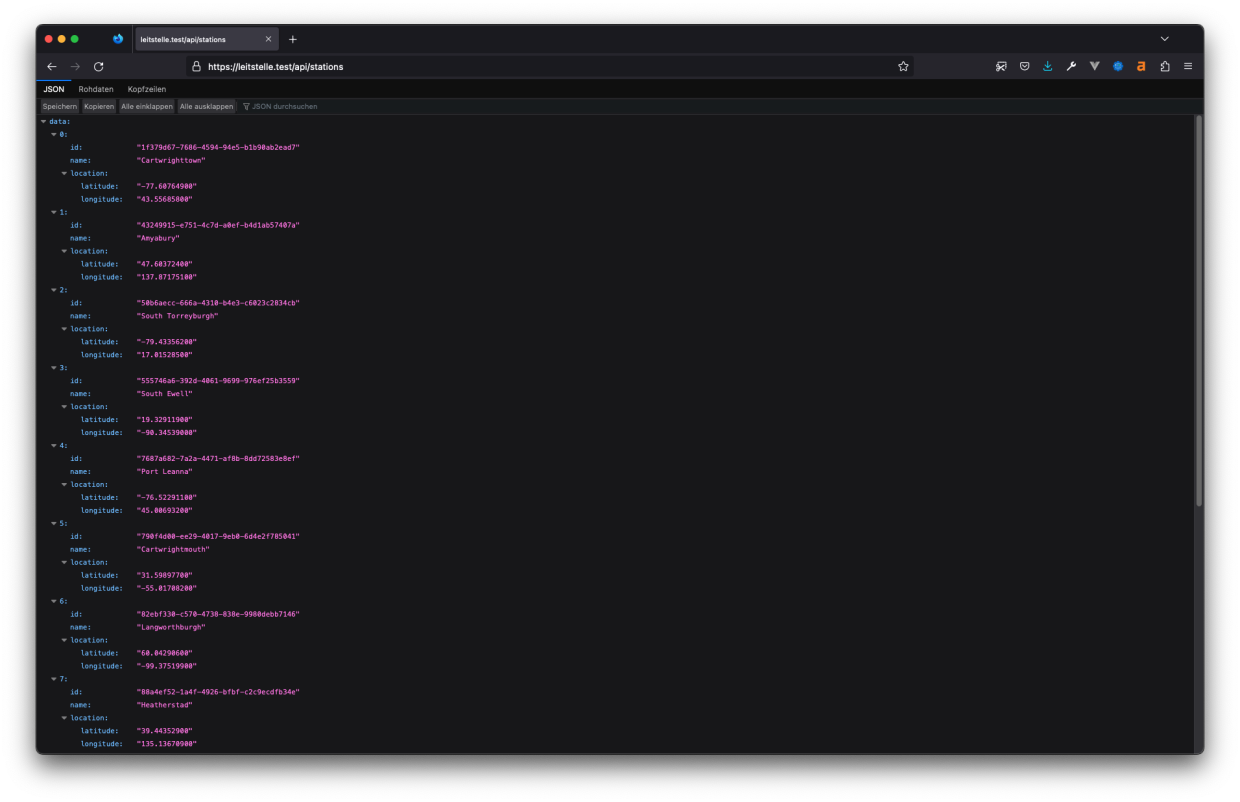 leitstelle.test/api/stations
https://leitstelle.test/api/stations
JSON Rohdaten Kopfzeilen
Speichern Kopieren Alle einklappen Alle ausklappen JSON durchsuchen
data:
0:
id: "1f379d67-7686-4594-94e5-b1b90ab2ead7"
name: "Cartwrighttown"
location:
latitude: "-77.60764900"
longitude: "43.55685800"
1:
id: "43249915-e751-4c7d-a0ef-b4d1ab57407a"
name: "Amyabury"
location:
latitude: "47.60372400"
longitude: "137.87175100"
2:
id: "50b6aecc-666a-4310-b4e3-c6023c2834cb"
name: "South Torreyburgh"
location:
latitude: "-79.43356200"
longitude: "17.01528500"
3:
id: "555746a6-392d-4061-9699-976ef25b3559"
name: "South Ewell"
location:
latitude: "19.32911900"
longitude: "-90.34539000"
4:
id: "7687a682-7a2a-4471-af8b-8dd72583e8ef"
name: "Port Leanna"
location:
latitude: "-76.52291100"
longitude: "45.00693200"
5:
id: "790f4d00-ee29-4017-9eb0-6d4e2f785041"
name: "Cartwrightmouth"
location:
latitude: "31.59897700"
longitude: "-55.01708200"
6:
id: "82ebf330-c570-4738-838e-9980debb7146"
name: "Langworthburgh"
location:
latitude: "60.04290600"
longitude: "-99.37519900"
7:
id: "88a4ef52-1a4f-4926-bfbf-c2c9ecdfb34e"
name: "Heatherstad"
location:
latitude: "39.44352900"
longitude: "135.13670900"